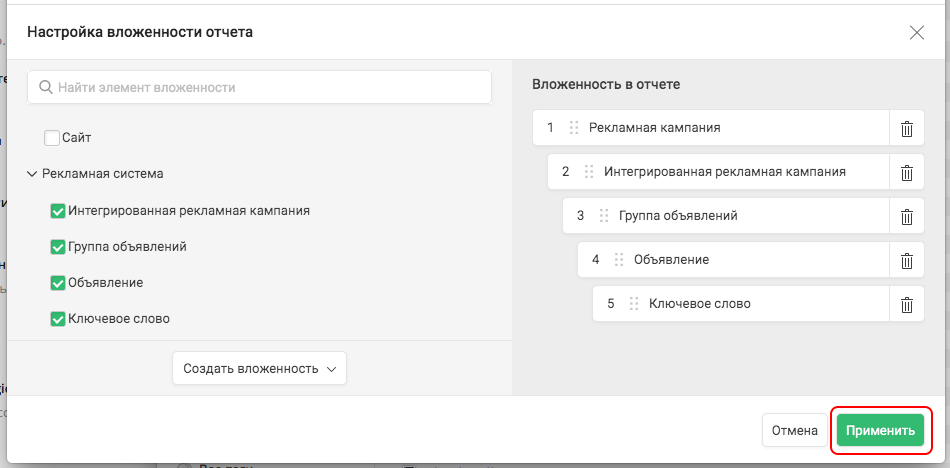 Настройка вложенности отчета
Найти элемент вложенности
Сайт
Рекламная система
Интегрированная рекламная кампания
Группа объявлений
Объявление
Ключевое слово
Создать вложенность
Вложенность в отчете
1 Рекламная кампания
2 Интегрированная рекламная кампания
3 Группа объявлений
4 Объявление
5 Ключевое слово
Отмена
Применить